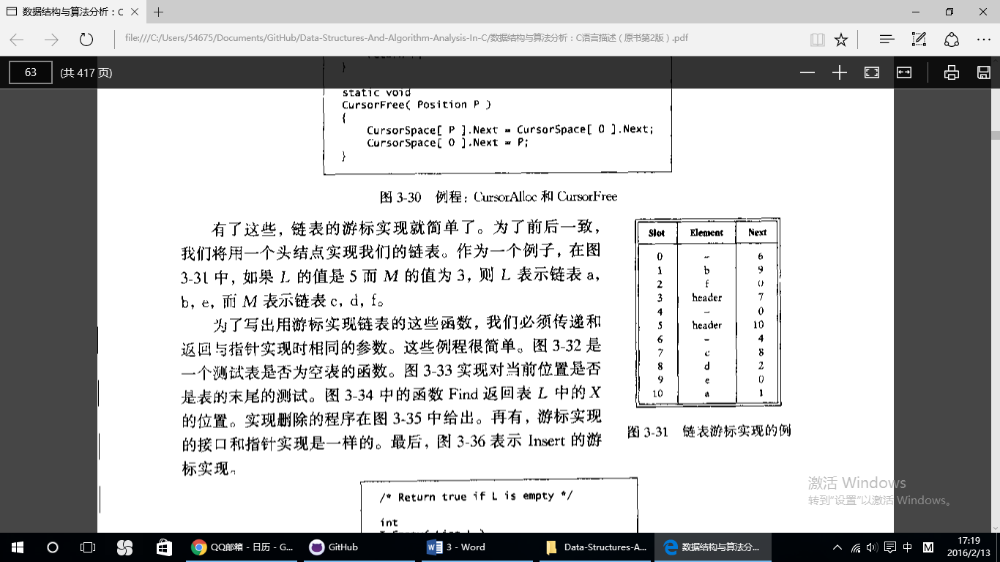 数据结构与算法分析：C
file:///C:/Users/54675/Documents/GitHub/Data-Structures-And-Algorithm-Analysis-In-C/数据结构与算法分析：C语言描述（原书第2版）.pdf
63 (共 417 页)
}
static void
CursorFree( Position P )
{
CursorSpace[ P ].Next = CursorSpace[ 0 ].Next;
CursorSpace[ 0 ].Next = P;
}
图 3-30 例程：CursorAlloc 和 CursorFree
有了这些，链表的游标实现就简单了。为了前后一致，
我们将用一个头结点实现我们的链表。作为一个例子，在图
3-31 中，如果 L 的值是 5 而 M 的值为 3，则 L 表示链表 a，
b，e，而 M 表示链表 c，d，f。
为了写出用游标实现链表的这些函数，我们必须传递和
返回与指针实现时相同的参数。这些例程很简单。图 3-32 是
一个测试表是否为空表的函数。图 3-33 实现对当前位置是否
是表的末尾的测试。图 3-34 中的函数 Find 返回表 L 中的 X
的位置。实现删除的程序在图 3-35 中给出。再有，游标实现
的接口和指针实现是一样的。最后，图 3-36 表示 Insert 的游
标实现。
Slot Element Next
0 – 6
1 b 9
2 f 0
3 header 7
4 – 0
5 header 10
6 – 4
7 c 8
8 d 2
9 e 0
10 a 1
图 3-31 链表游标实现的例
/* Return true if L is empty */
int
激活 Windows
转到“设置”以激活 Windows。
QQ邮箱 - 日历 - G...
GitHub
3 - Word
Data-Structures-A...
数据结构与算法分...
中
M
17:19
2016/2/13